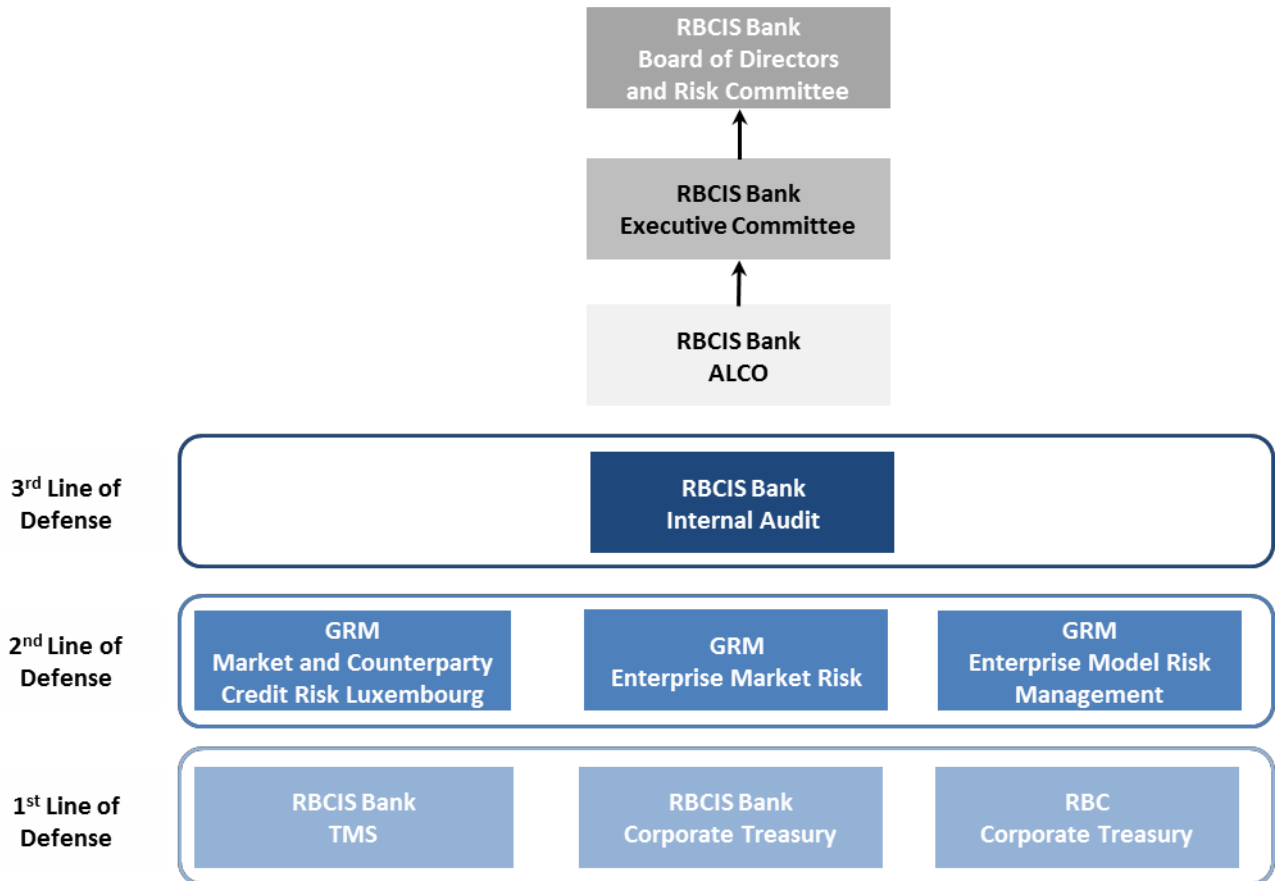 RBCIS Bank
Board of Directors
and Risk Committee
RBCIS Bank
Executive Committee
RBCIS Bank
ALCO
3rd Line of
Defense
RBCIS Bank
Internal Audit
2nd Line of
Defense
GRM
Market and Counterparty
Credit Risk Luxembourg
GRM
Enterprise Market Risk
GRM
Enterprise Model Risk
Management
1st Line of
Defense
RBCIS Bank
TMS
RBCIS Bank
Corporate Treasury
RBC
Corporate Treasury